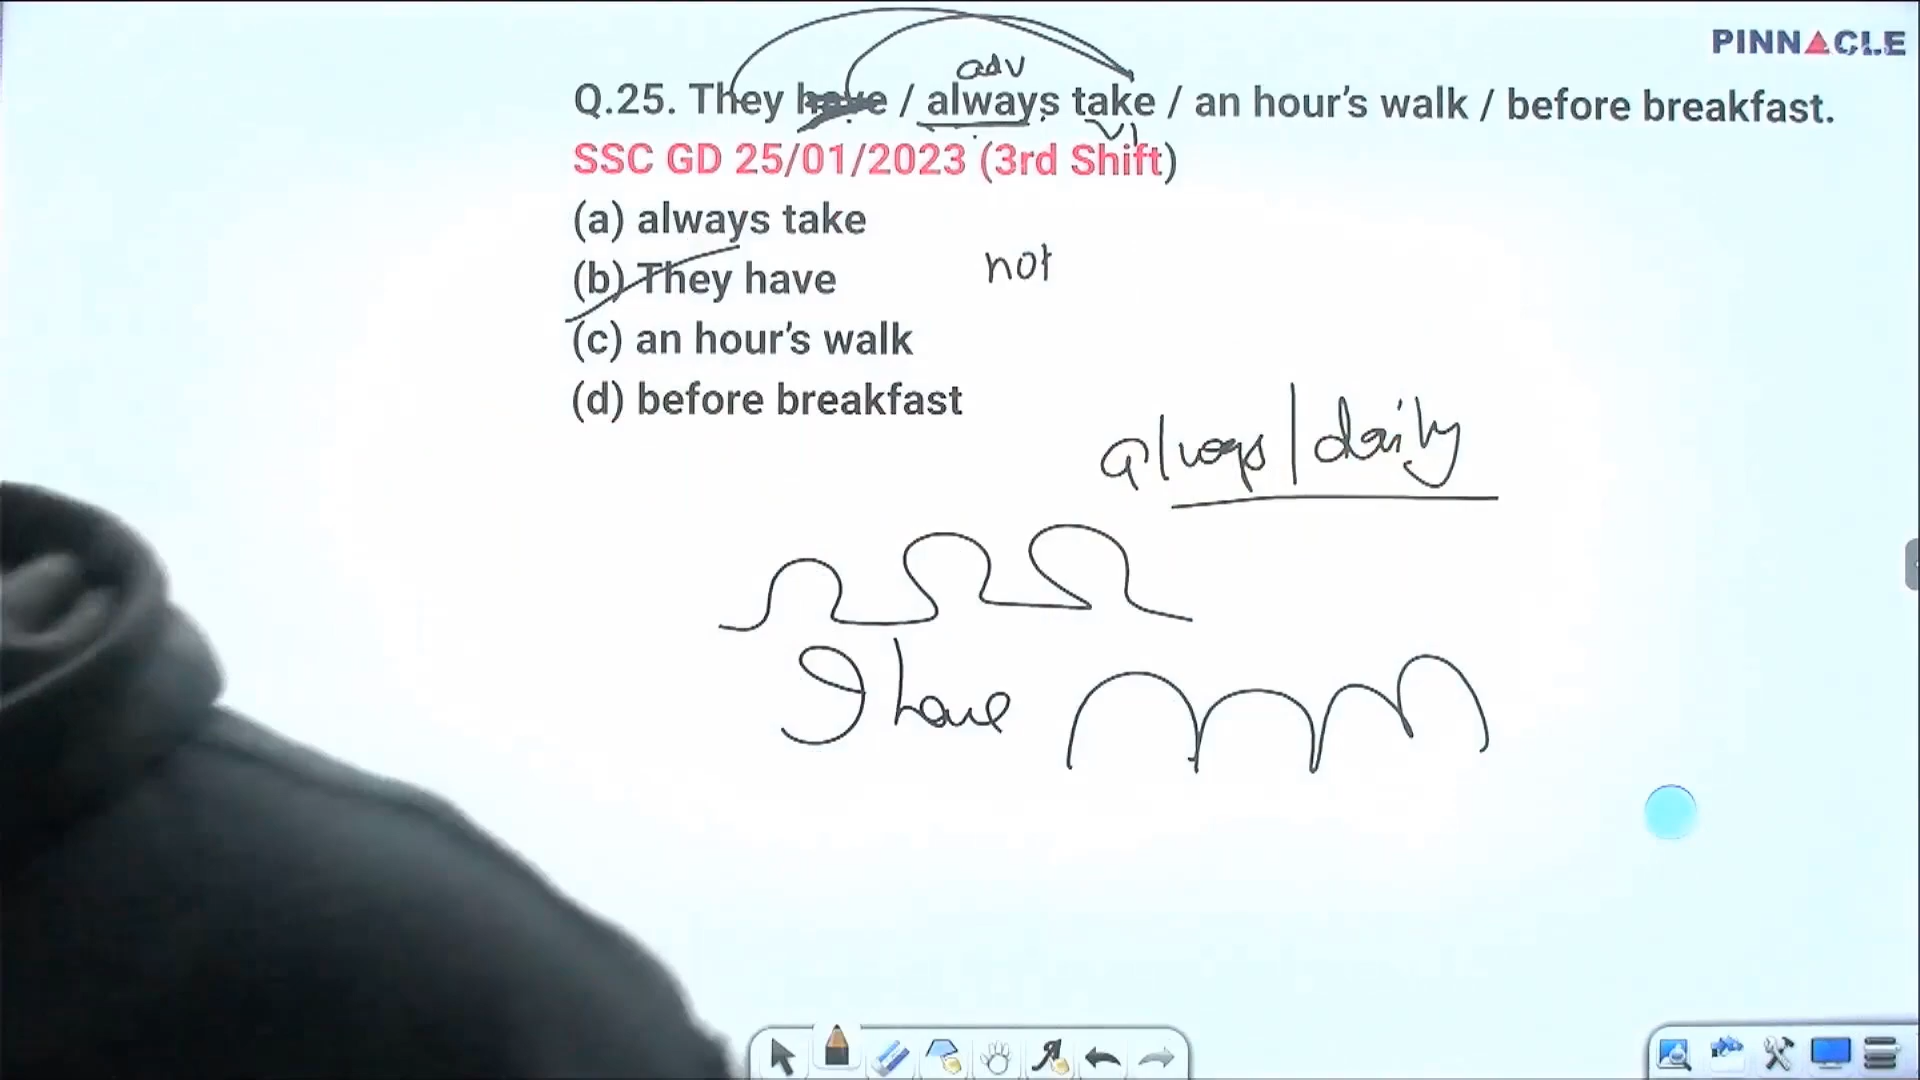 PINNACLE
adv
Q.25. They have / always take / an hour's walk / before breakfast.
V1
SSC GD 25/01/2023 (3rd Shift)
(a) always take
(b) They have
not
(c) an hour's walk
(d) before breakfast
always | daily
I have